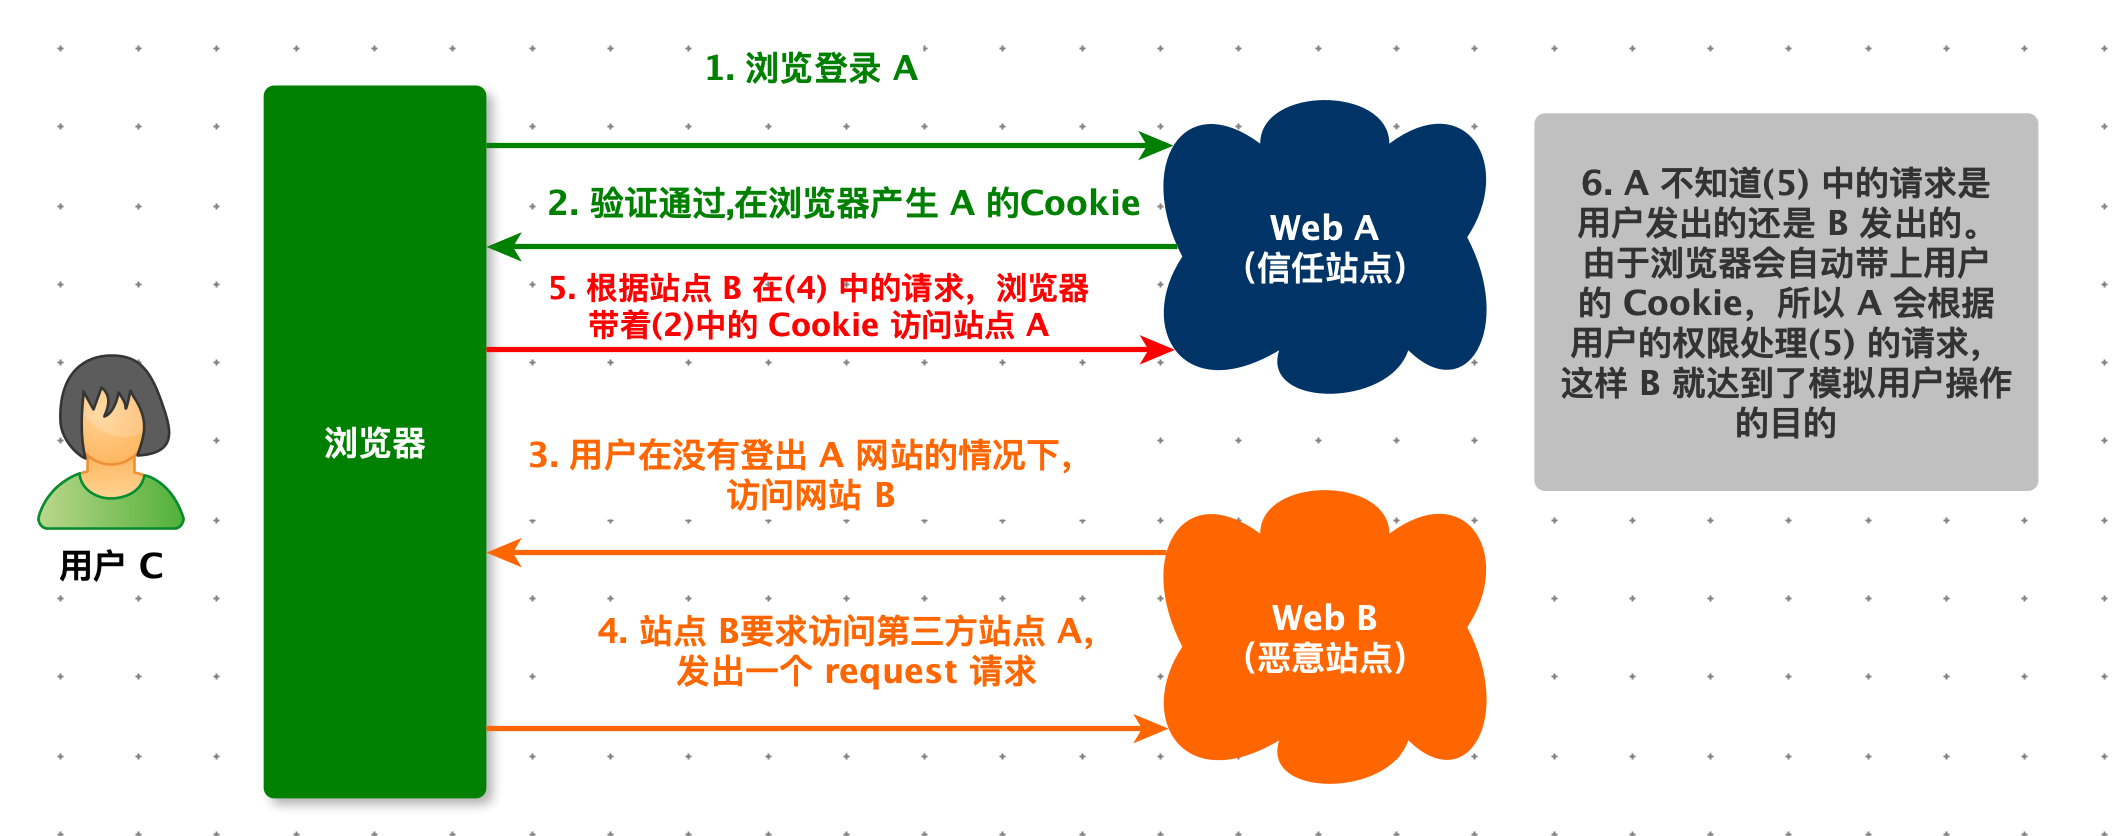 1. 浏览登录 A
2. 验证通过,在浏览器产生 A 的Cookie
5. 根据站点 B 在(4) 中的请求，浏览器
带着(2)中的 Cookie 访问站点 A
3. 用户在没有登出 A 网站的情况下，
访问网站 B
4. 站点 B要求访问第三方站点 A，
发出一个 request 请求
浏览器
用户 C
Web A
（信任站点）
Web B
（恶意站点）
6. A 不知道(5) 中的请求是
用户发出的还是 B 发出的。
由于浏览器会自动带上用户
的 Cookie，所以 A 会根据
用户的权限处理(5) 的请求，
这样 B 就达到了模拟用户操作
的目的